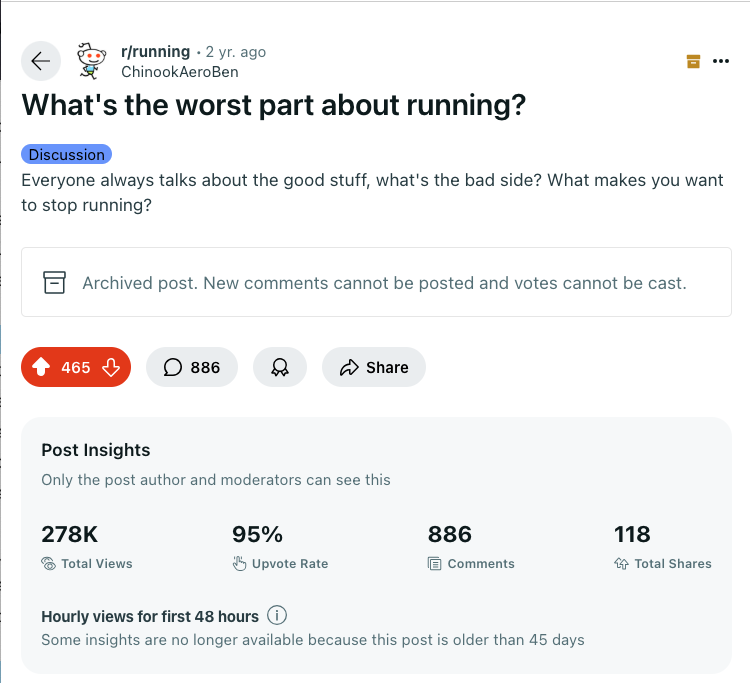 r/running • 2 yr. ago
ChinookAeroBen
What's the worst part about running?
Discussion
Everyone always talks about the good stuff, what's the bad side? What makes you want
to stop running?
Archived post. New comments cannot be posted and votes cannot be cast.
465 886 Share
Post Insights
Only the post author and moderators can see this
278K 95% 886 118
Total Views Upvote Rate Comments Total Shares
Hourly views for first 48 hours
Some insights are no longer available because this post is older than 45 days